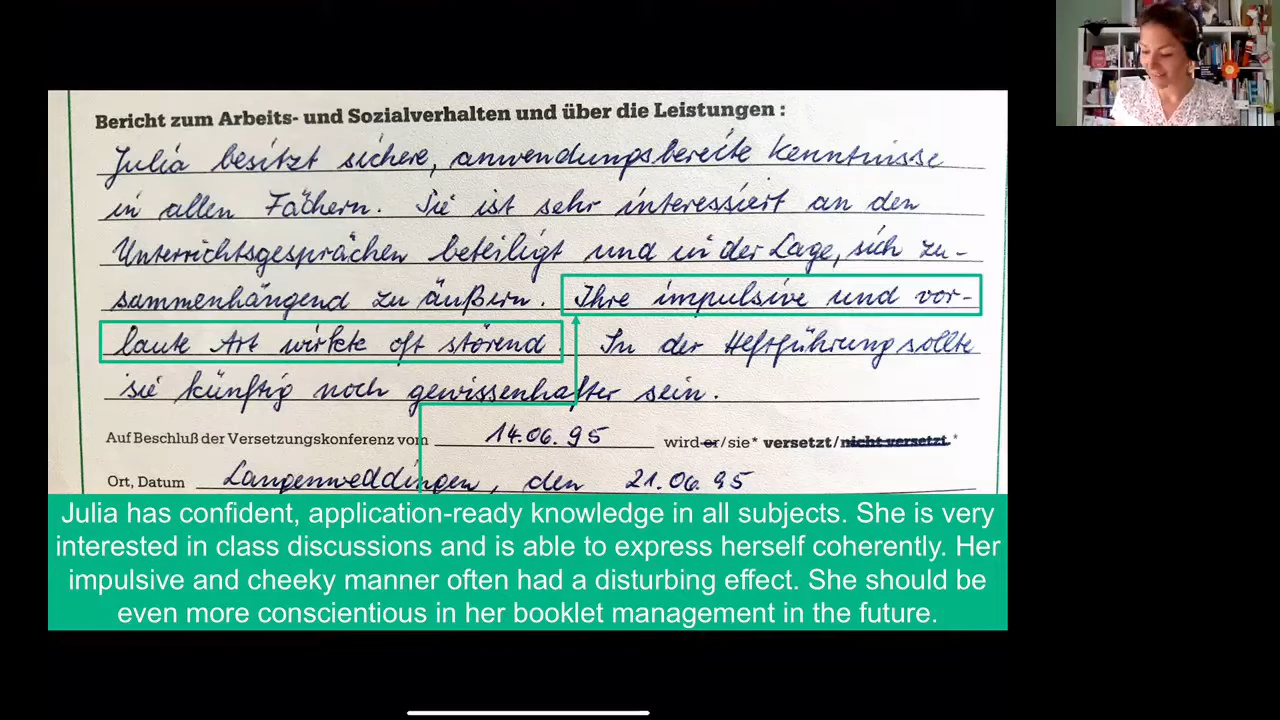 Bericht zum Arbeits- und Sozialverhalten und über die Leistungen :
Julia besitzt sichere, anwendungsbereite Kenntnisse
in allen Fächern. Sie ist sehr interessiert an den
Unterrichtsgesprächen beteiligt und in der Lage, sich zu-
sammenhängend zu äußern. Ihre impulsive und vor-
laute Art wirkte oft störend. In der Heftführung sollte
sie künftig noch gewissenhafter sein.
Auf Beschluß der Versetzungskonferenz vom 14.06.95 wird er/sie* versetzt/nicht versetzt.*
Ort, Datum Langenweddingen, den 21.06.95
Julia has confident, application-ready knowledge in all subjects. She is very
interested in class discussions and is able to express herself coherently. Her
impulsive and cheeky manner often had a disturbing effect. She should be
even more conscientious in her booklet management in the future.